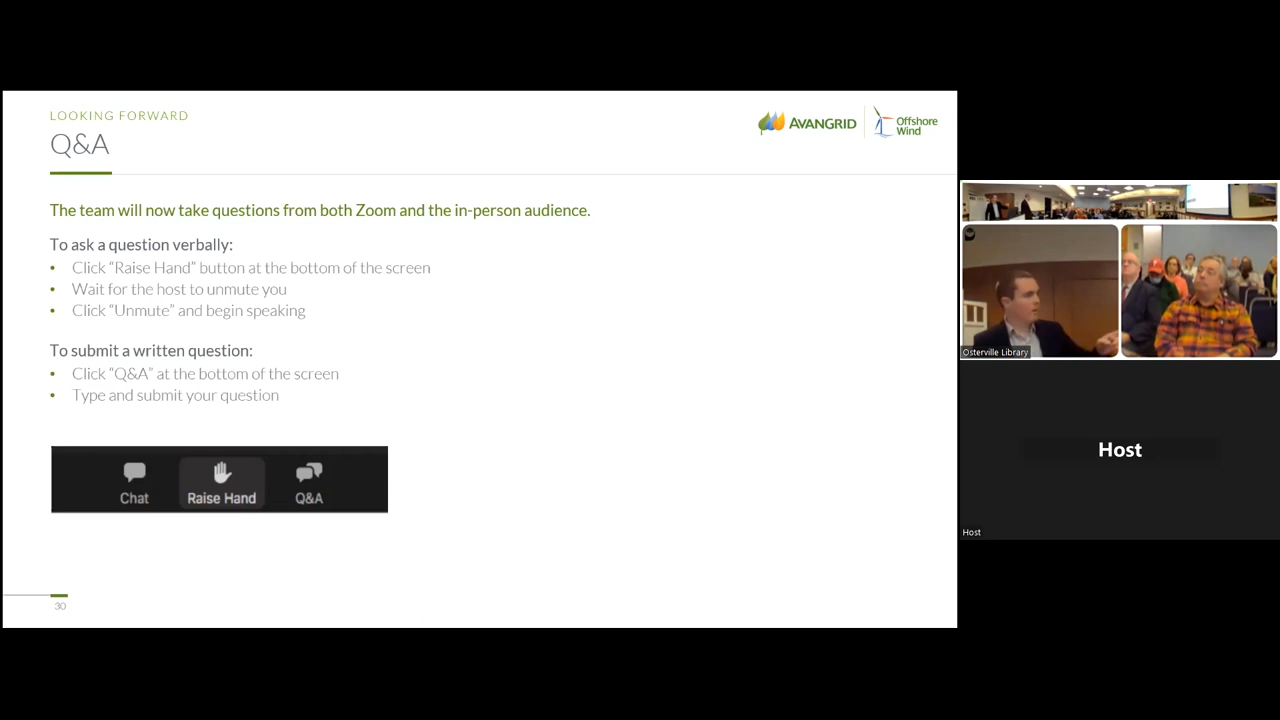 LOOKING FORWARD
Q&A
AVANGRID
Offshore
Wind
The team will now take questions from both Zoom and the in-person audience.
To ask a question verbally:
• Click “Raise Hand” button at the bottom of the screen
• Wait for the host to unmute you
• Click “Unmute” and begin speaking
To submit a written question:
• Click “Q&A” at the bottom of the screen
• Type and submit your question
Chat
Raise Hand
Q&A
30
Osterville Library
Host
Host